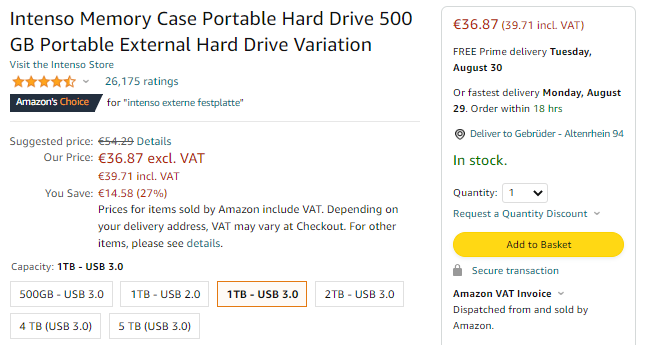 Intenso Memory Case Portable Hard Drive 500
GB Portable External Hard Drive Variation
Visit the Intenso Store
26,175 ratings
Amazon's Choice for "intenso externe festplatte"
Suggested price: €54.29 Details
Our Price: €36.87 excl. VAT
€39.71 incl. VAT
You Save: €14.58 (27%)
Prices for items sold by Amazon include VAT. Depending on
your delivery address, VAT may vary at Checkout. For other
items, please see details.
Capacity: 1TB - USB 3.0
500GB - USB 3.0
1TB - USB 2.0
1TB - USB 3.0
2TB - USB 3.0
4 TB (USB 3.0)
5 TB (USB 3.0)
€36.87 (39.71 incl. VAT)
FREE Prime delivery Tuesday,
August 30
Or fastest delivery Monday, August
29. Order within 18 hrs
Deliver to Gebrüder - Altenrhein 94
In stock.
Quantity: 1
Request a Quantity Discount
Add to Basket
Secure transaction
Amazon VAT Invoice
Dispatched from and sold by
Amazon.